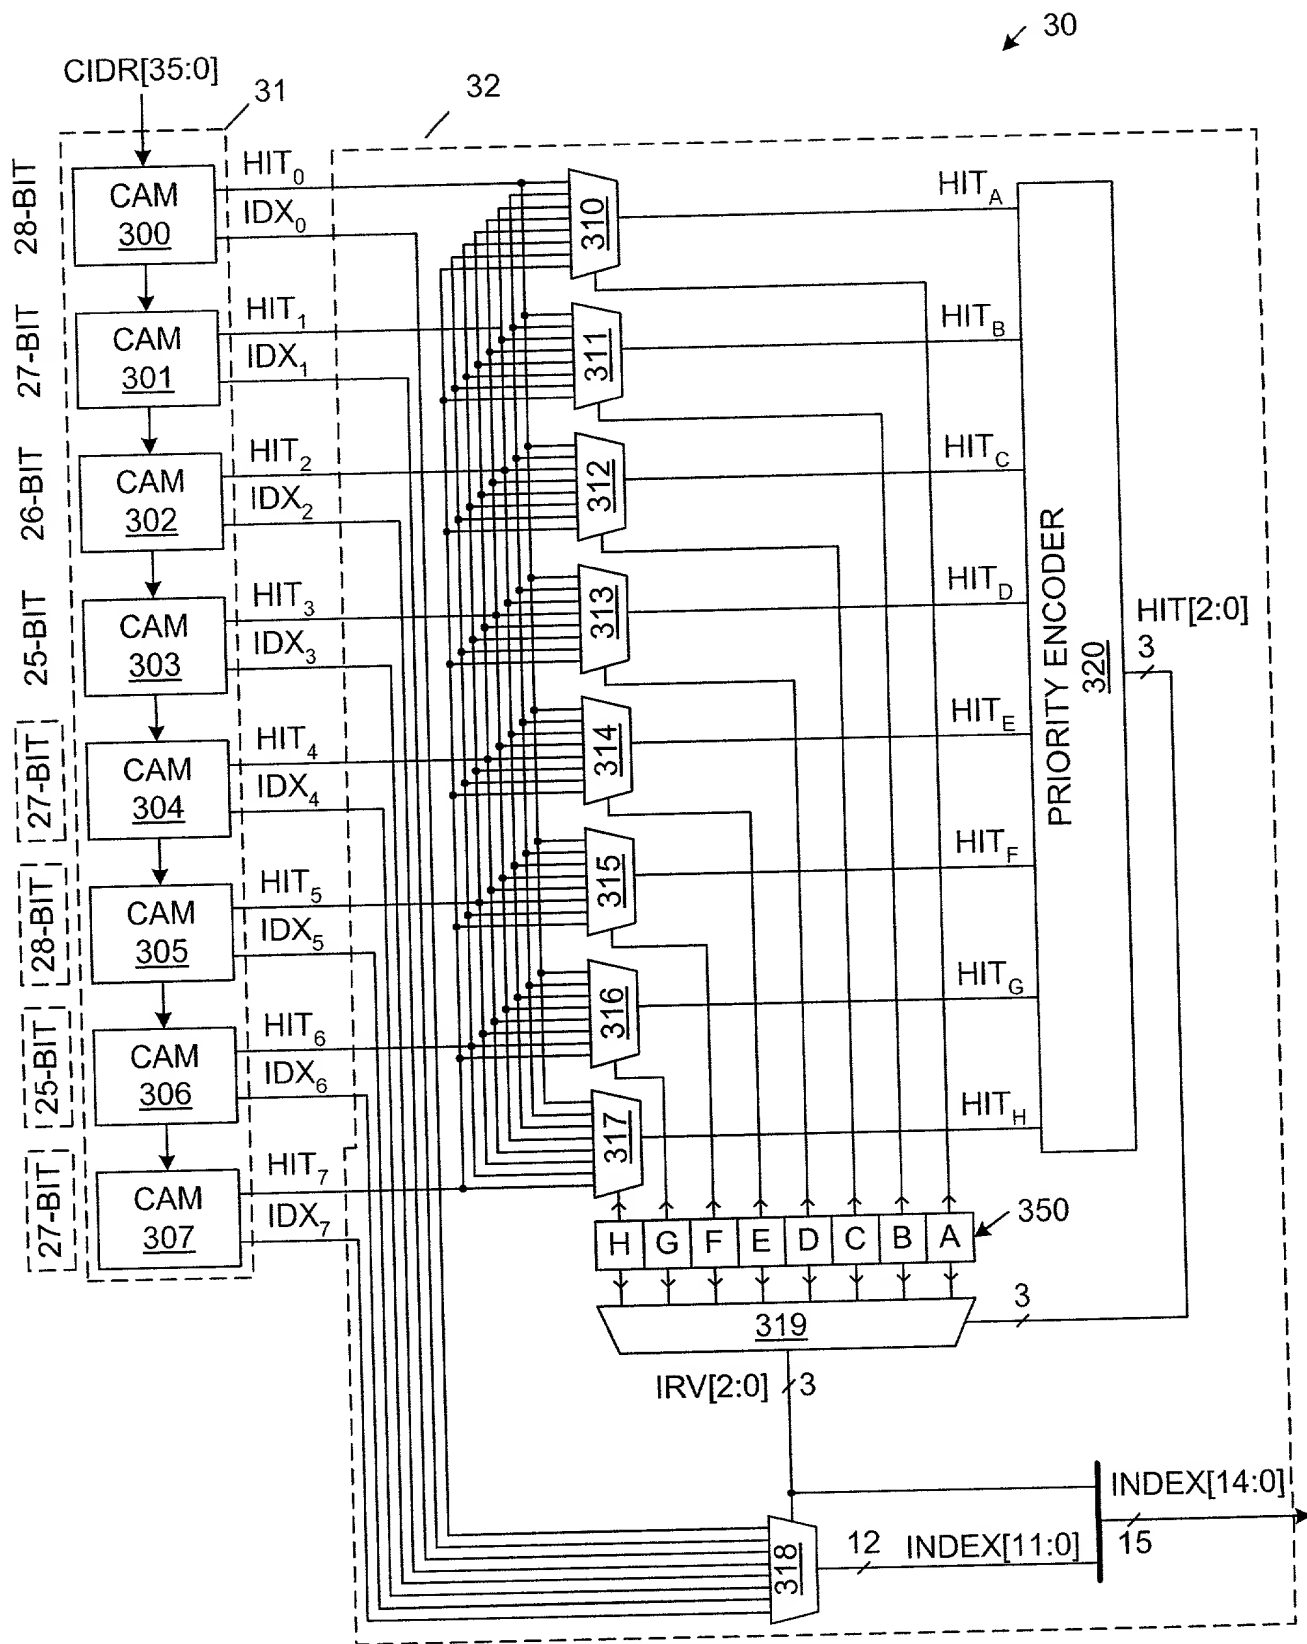 30
CIDR[35:0]
31
32
28-BIT
CAM
300
HIT0
IDX0
310
HITA
27-BIT
CAM
301
HIT1
IDX1
311
HITB
26-BIT
CAM
302
HIT2
IDX2
312
HITC
25-BIT
CAM
303
HIT3
IDX3
313
HITD
PRIORITY ENCODER
320
HIT[2:0]
3
27-BIT
CAM
304
HIT4
IDX4
314
HITE
28-BIT
CAM
305
HIT5
IDX5
315
HITF
25-BIT
CAM
306
HIT6
IDX6
316
HITG
27-BIT
CAM
307
HIT7
IDX7
317
HITH
H G F E D C B A
350
319
3
IRV[2:0]
3
318
12
INDEX[11:0]
INDEX[14:0]
15